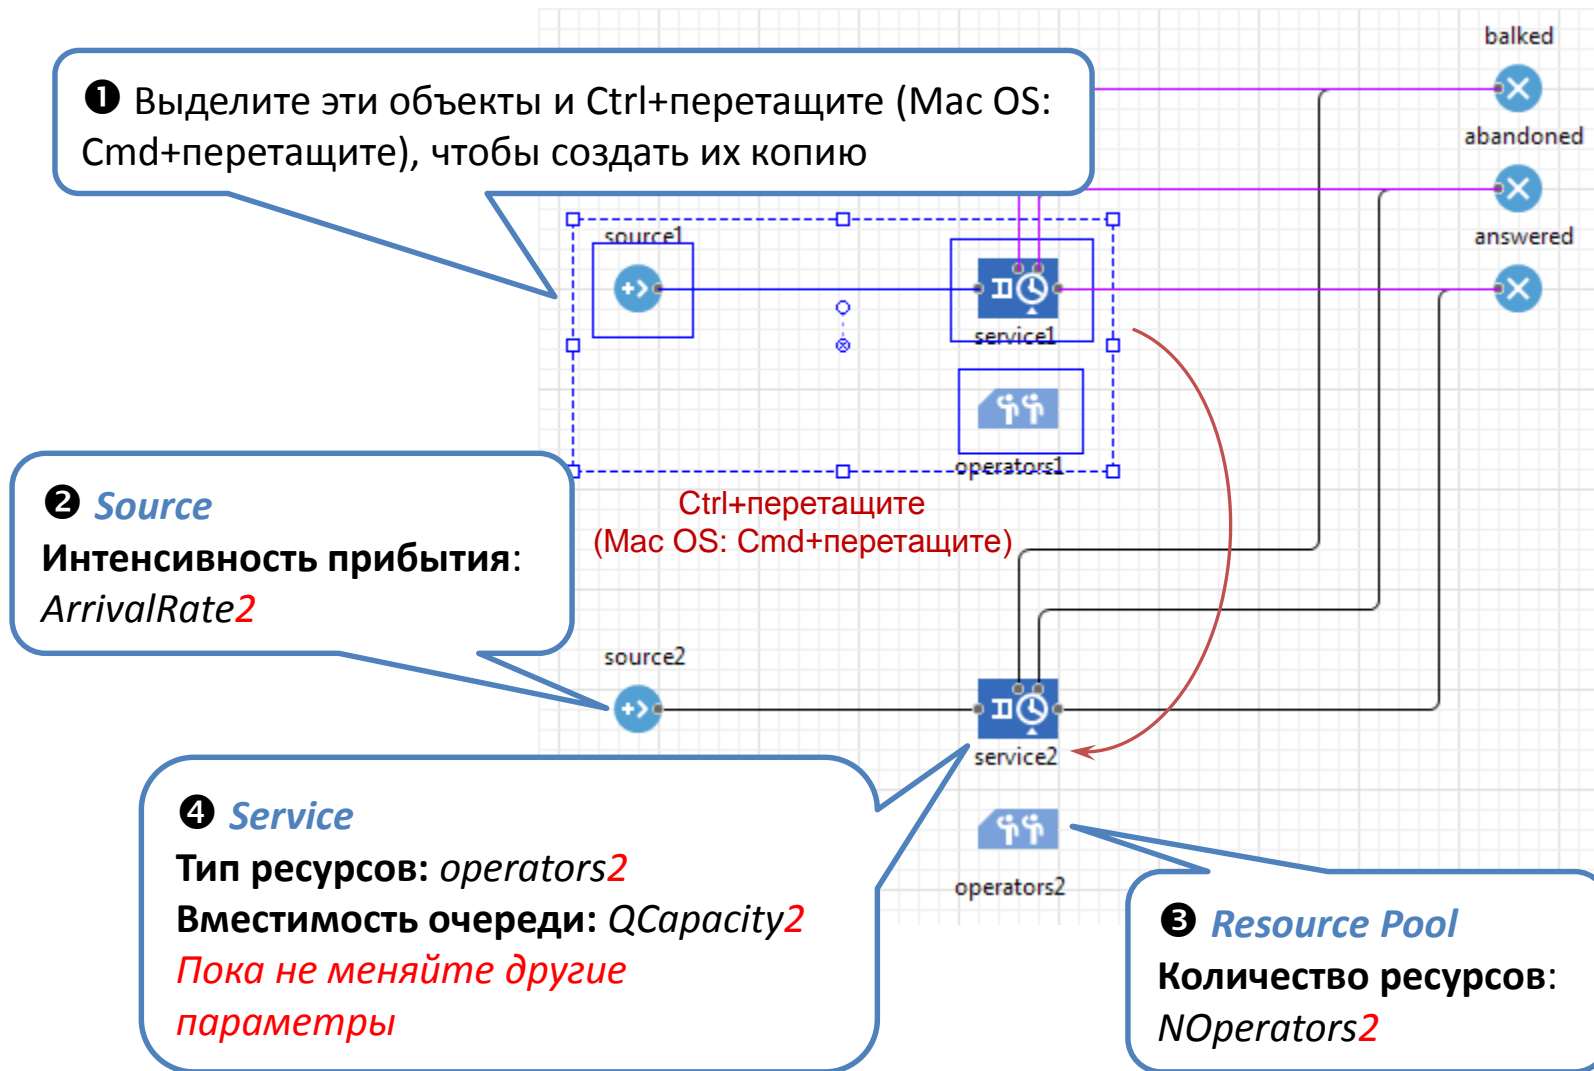 balked
❶ Выделите эти объекты и Ctrl+перетащите (Mac OS:
Cmd+перетащите), чтобы создать их копию
abandoned
source1
answered
service1
operators1
Ctrl+перетащите
(Mac OS: Cmd+перетащите)
❷ Source
Интенсивность прибытия:
ArrivalRate2
source2
service2
❹ Service
Тип ресурсов: operators2
Вместимость очереди: QCapacity2
Пока не меняйте другие
параметры
operators2
❸ Resource Pool
Количество ресурсов:
NOperators2